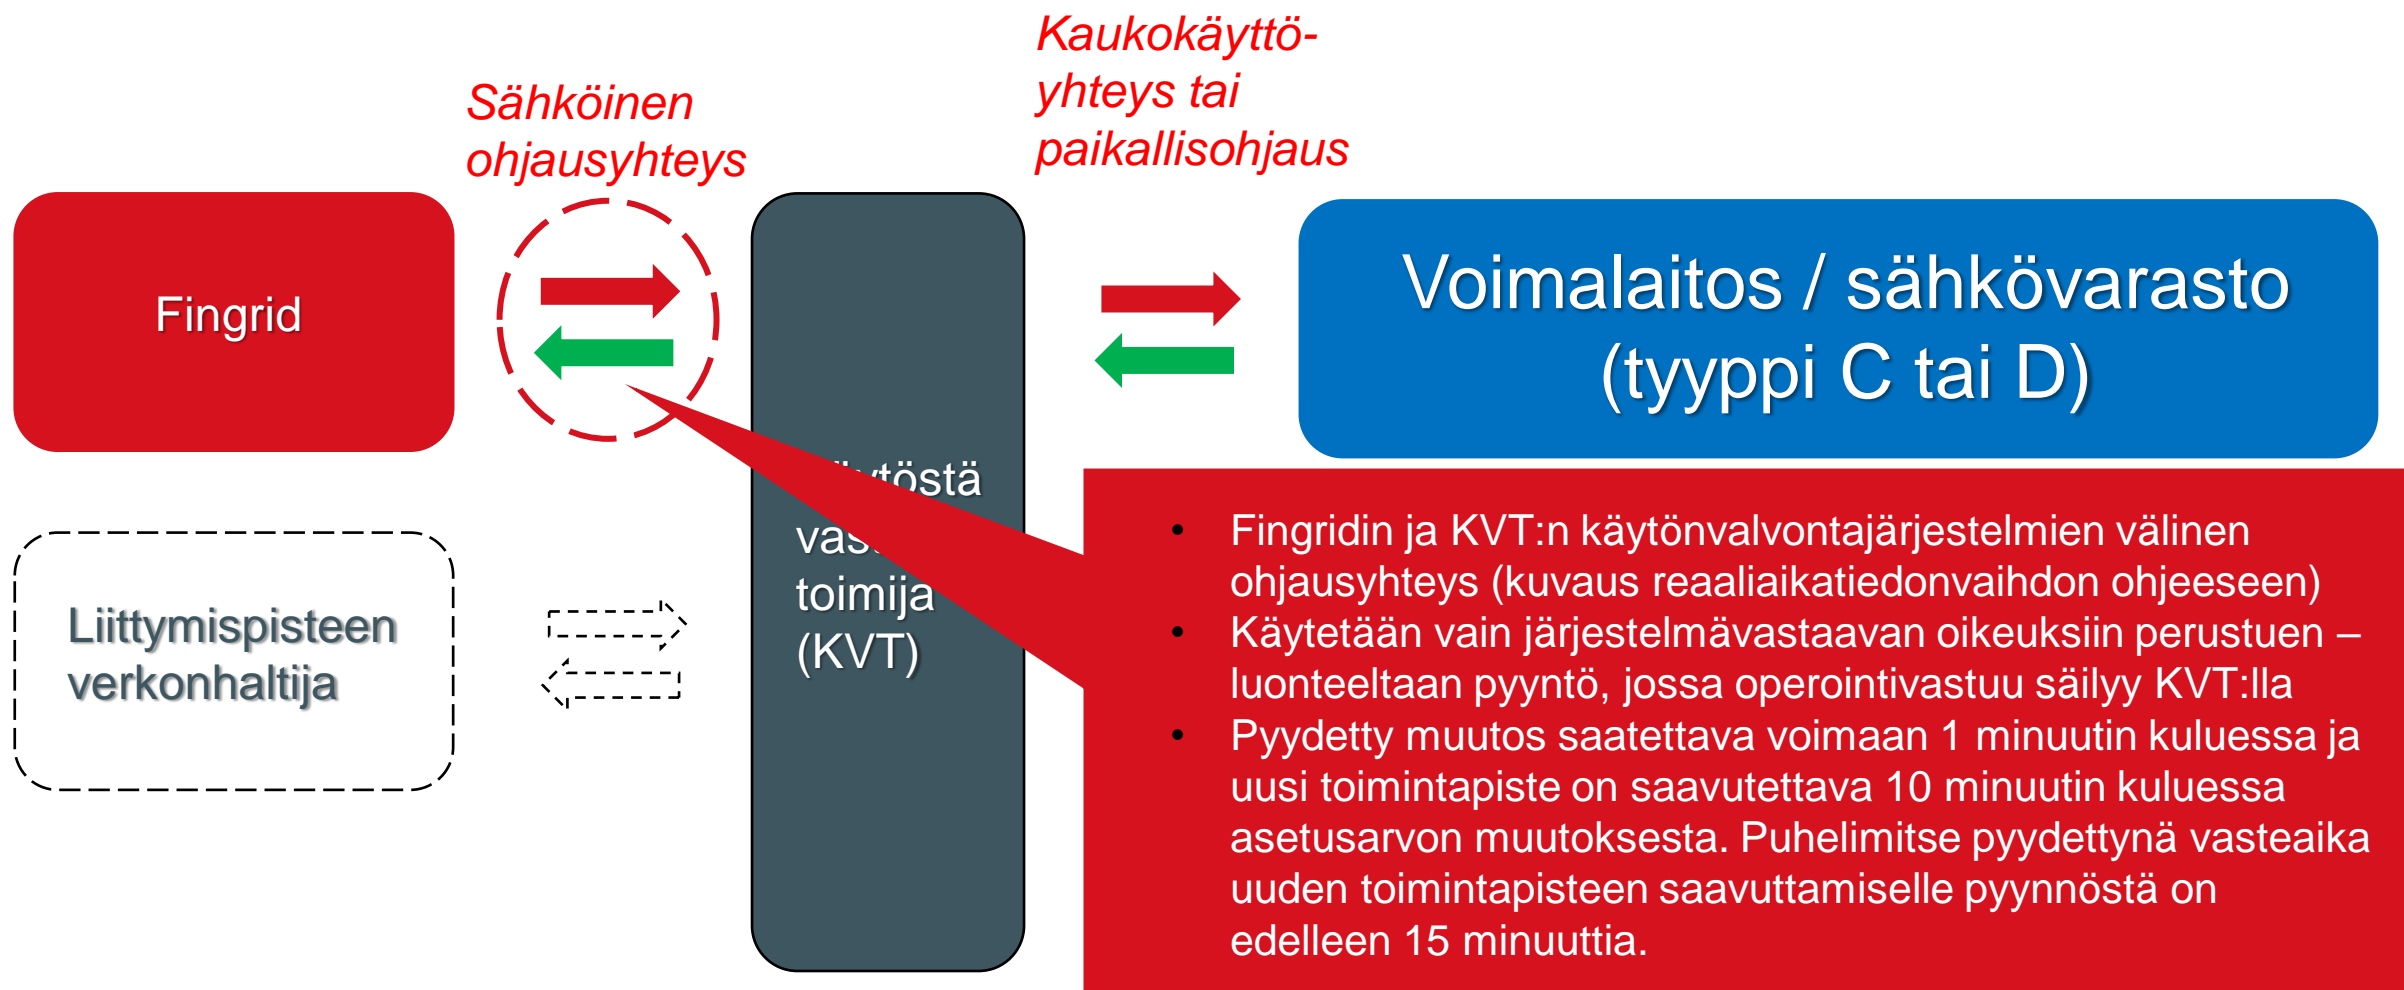 Kaukokäyttö-
yhteys tai
paikallisohjaus
Sähköinen
ohjausyhteys
Fingrid
Voimalaitos / sähkövarasto
(tyyppi C tai D)
toimija
(KVT)
Liittymispisteen
verkonhaltija
• Fingridin ja KVT:n käytönvalvontajärjestelmien välinen
ohjausyhteys (kuvaus reaaliaikatiedonvaihdon ohjeeseen)
• Käytetään vain järjestelmävastaavan oikeuksiin perustuen –
luonteeltaan pyyntö, jossa operointivastuu säilyy KVT:lla
• Pyydetty muutos saatettava voimaan 1 minuutin kuluessa ja
uusi toimintapiste on saavutettava 10 minuutin kuluessa
asetusarvon muutoksesta. Puhelimitse pyydettynä vasteaika
uuden toimintapisteen saavuttamiselle pyynnöstä on
edelleen 15 minuuttia.